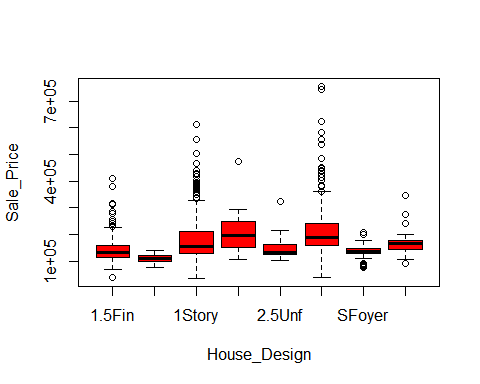 Sale_Price
7e+05
4e+05
1e+05
1.5Fin 1Story 2.5Unf SFoyer
House_Design